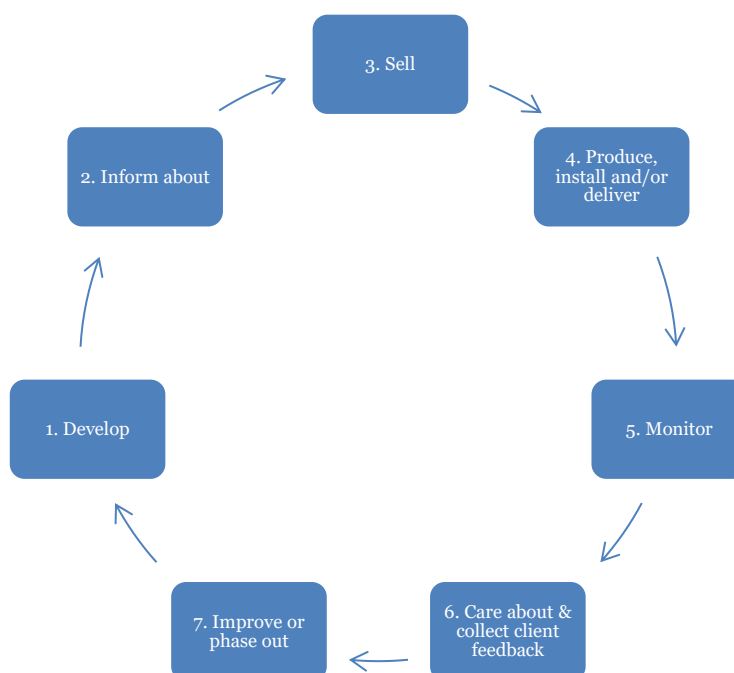 3. Sell
4. Produce,
install and/or
deliver
2. Inform about
1. Develop
5. Monitor
6. Care about &
collect client
feedback
7. Improve or
phase out